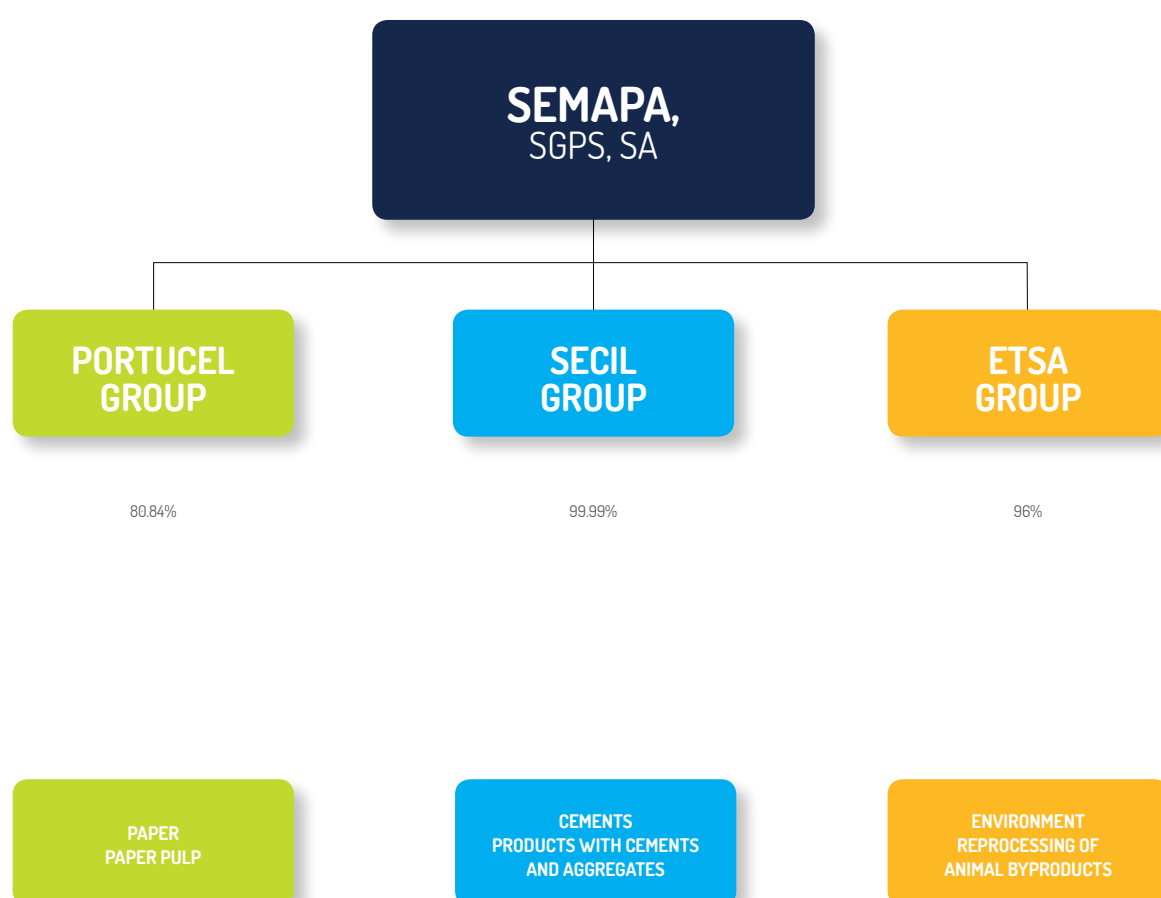 SEMAPA,
SGPS, SA
PORTUCEL
GROUP
SECIL
GROUP
ETSA
GROUP
80.84%
99.99%
96%
PAPER
PAPER PULP
CEMENTS
PRODUCTS WITH CEMENTS
AND AGGREGATES
ENVIRONMENT
REPROCESSING OF
ANIMAL BYPRODUCTS